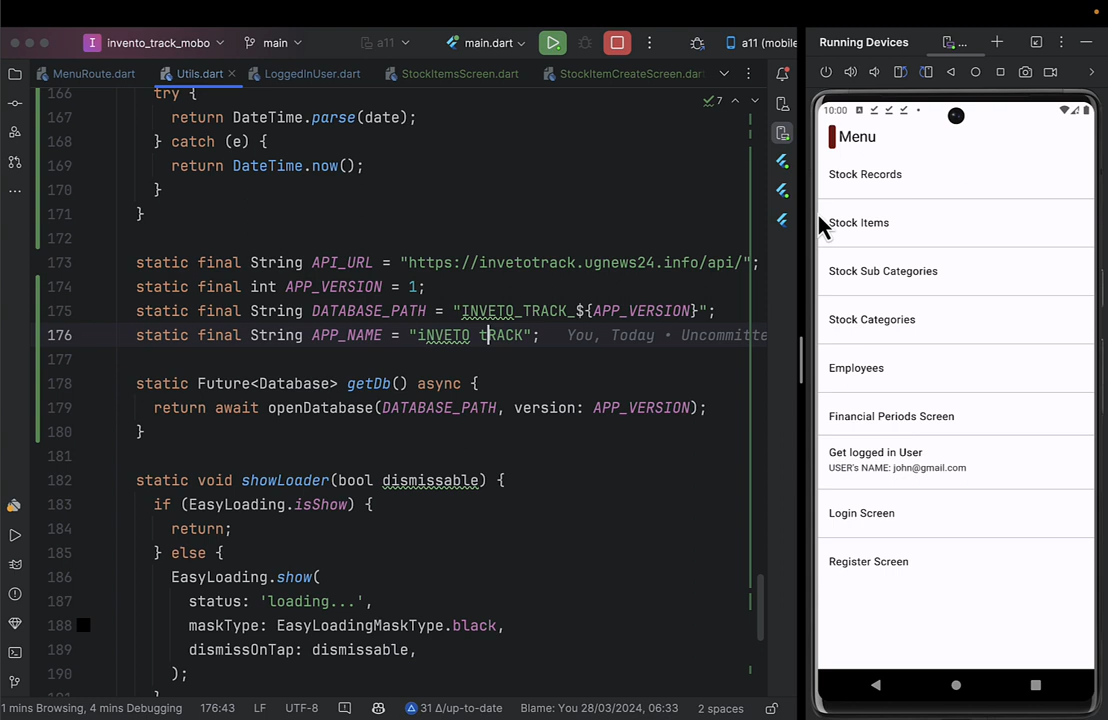 invento_track_mobo
main
a11
main.dart
a11 (mobile
Running Devices
...
MenuRoute.dart
Utils.dart
LoggedInUser.dart
StockItemsScreen.dart
StockItemCreateScreen.dart
7
166 try {
167 return DateTime.parse(date);
168 } catch (e) {
169 return DateTime.now();
170 }
171 }
172
173 static final String API_URL = "https://invetotrack.ugnews24.info/api/";
174 static final int APP_VERSION = 1;
175 static final String DATABASE_PATH = "INVETO_TRACK_${APP_VERSION}";
176 static final String APP_NAME = "iNVETO tRACK"; You, Today • Uncommitte
177
178 static Future<Database> getDb() async {
179 return await openDatabase(DATABASE_PATH, version: APP_VERSION);
180 }
181
182 static void showLoader(bool dismissable) {
183 if (EasyLoading.isShow) {
184 return;
185 } else {
186 EasyLoading.show(
187 status: 'loading...',
188 maskType: EasyLoadingMaskType.black,
189 dismissOnTap: dismissable,
190 );
191 }
10:00
Menu
Stock Records
Stock Items
Stock Sub Categories
Stock Categories
Employees
Financial Periods Screen
Get logged in User
USER's NAME: john@gmail.com
Login Screen
Register Screen
1 mins Browsing, 4 mins Debugging
176:43
LF
UTF-8
31 Δ/up-to-date
Blame: You 28/03/2024, 06:33
2 spaces